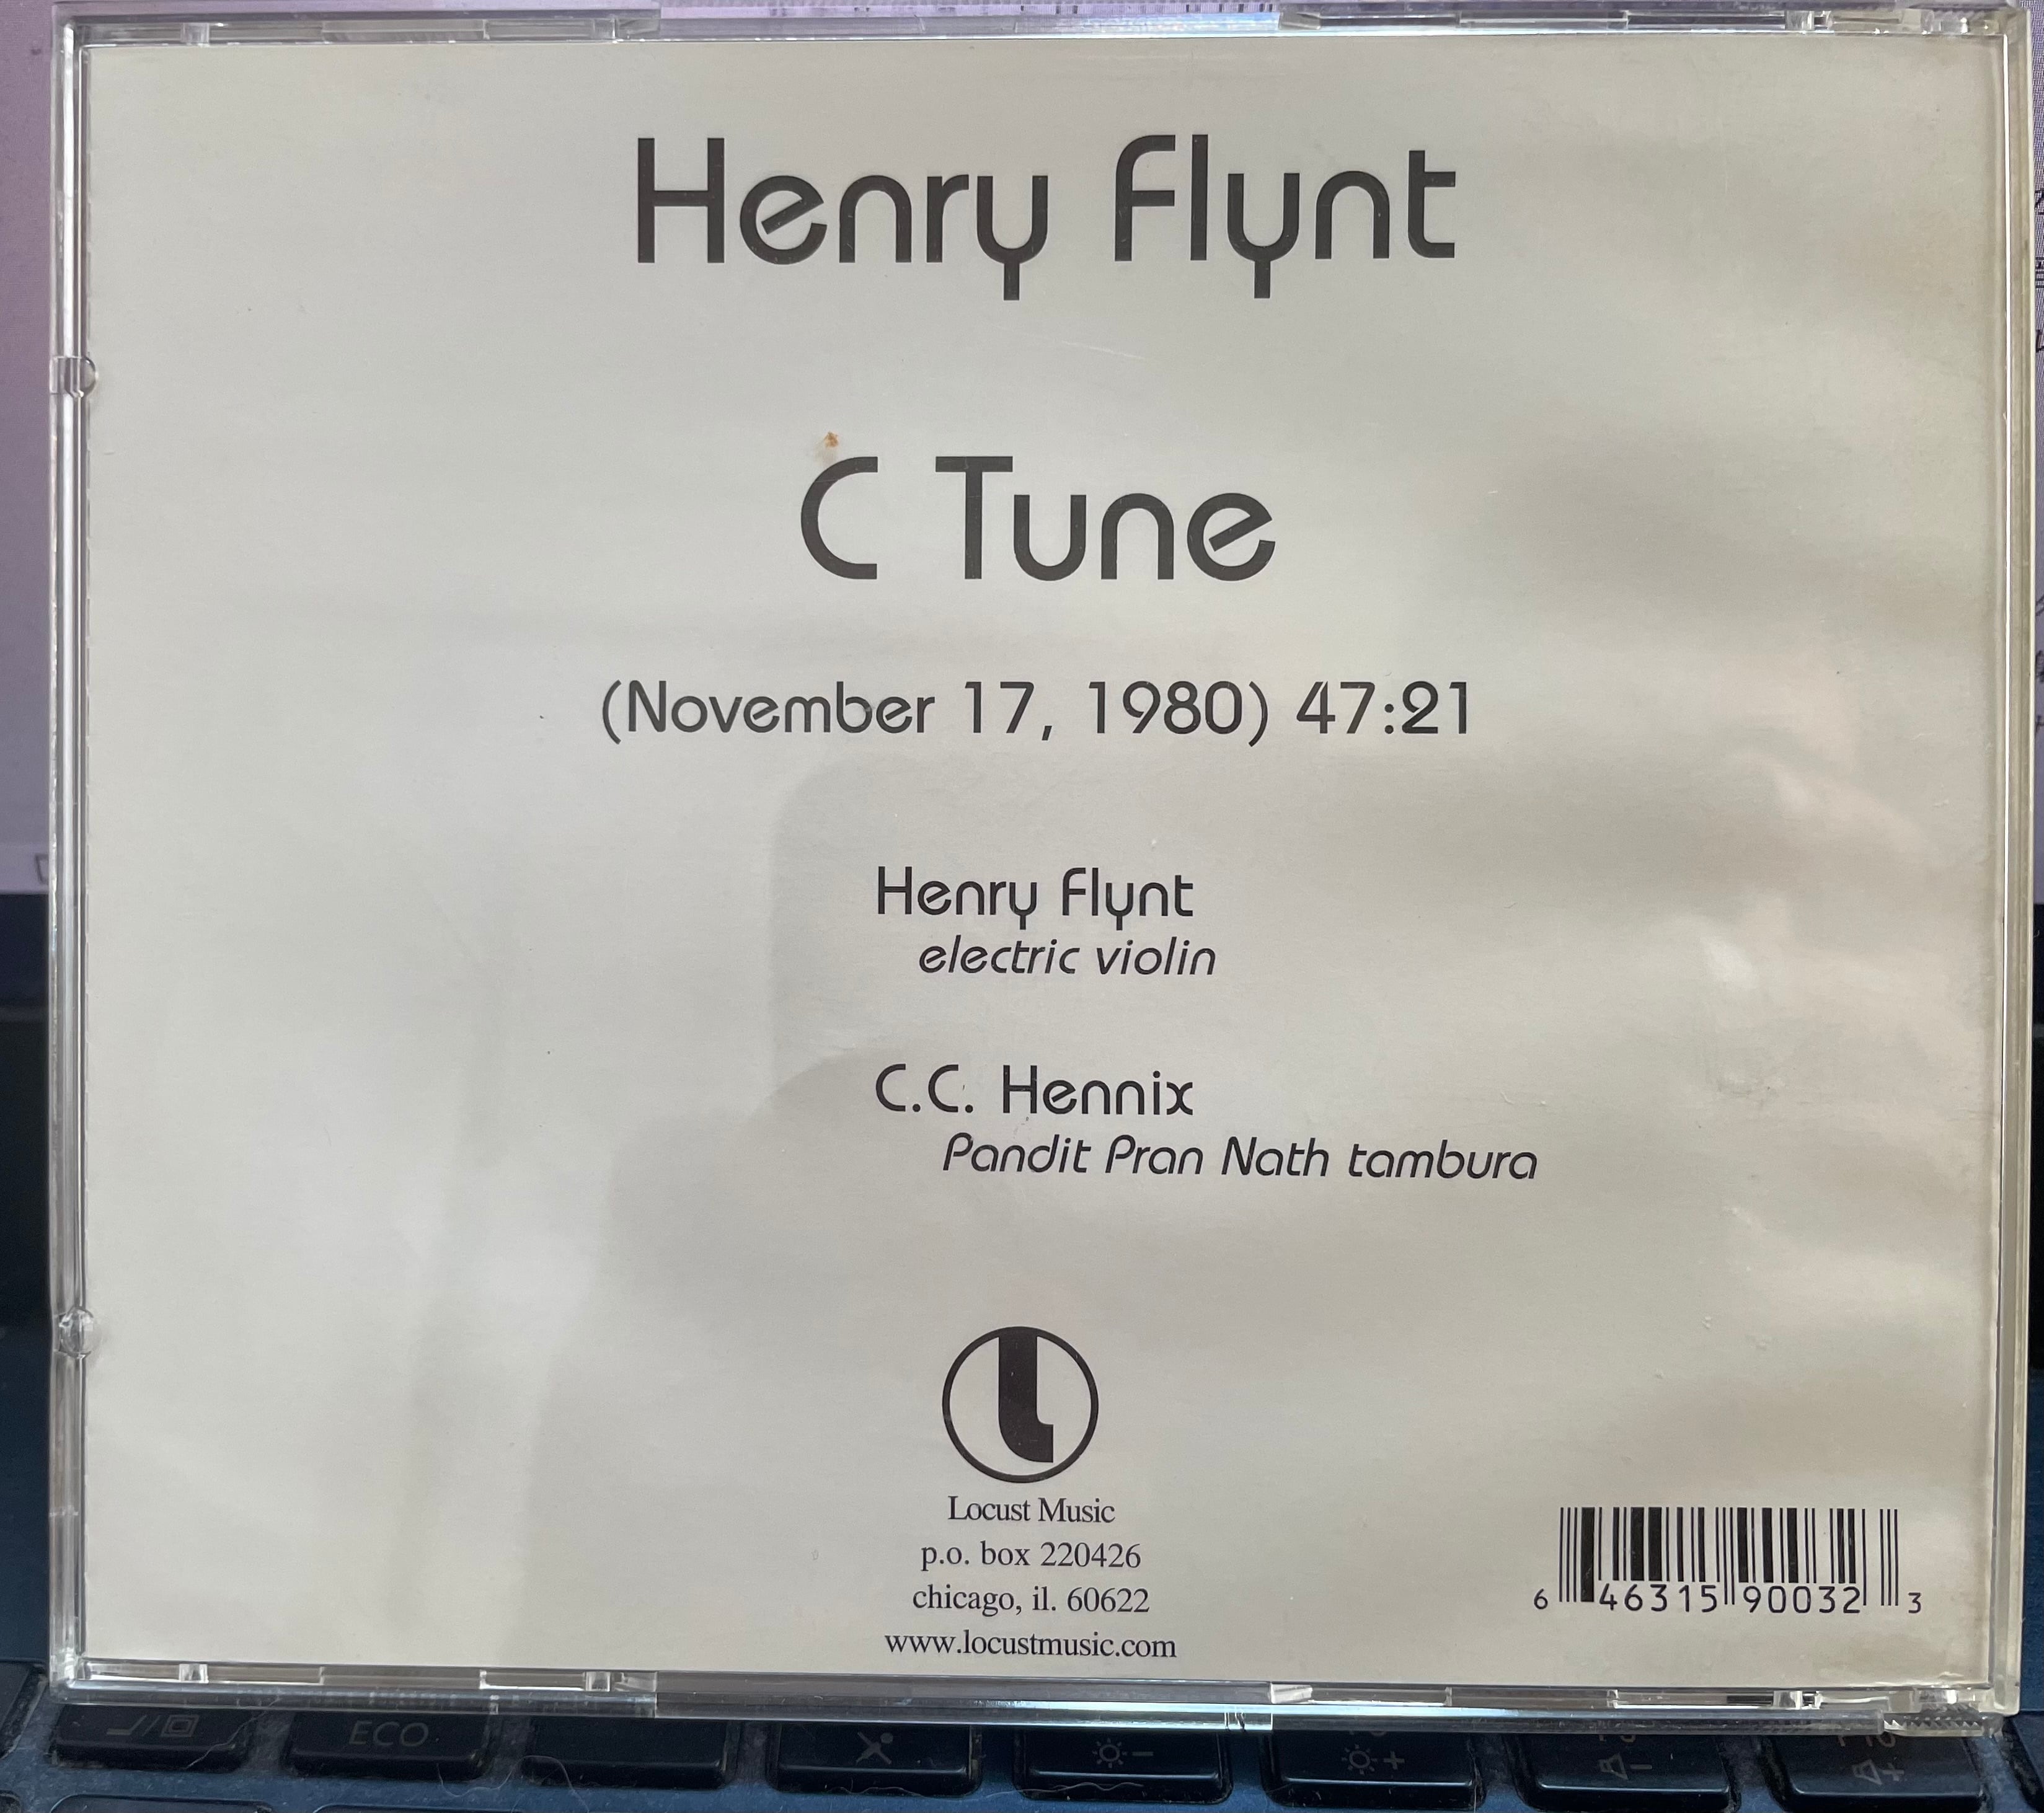 Henry Flynt
C Tune
(November 17, 1980) 47:21
Henry Flynt
electric violin
C.C. Hennix
Pandit Pran Nath tambura
Locust Music
p.o. box 220426
chicago, il. 60622
www.locustmusic.com
6 46315 90032 3
ECO